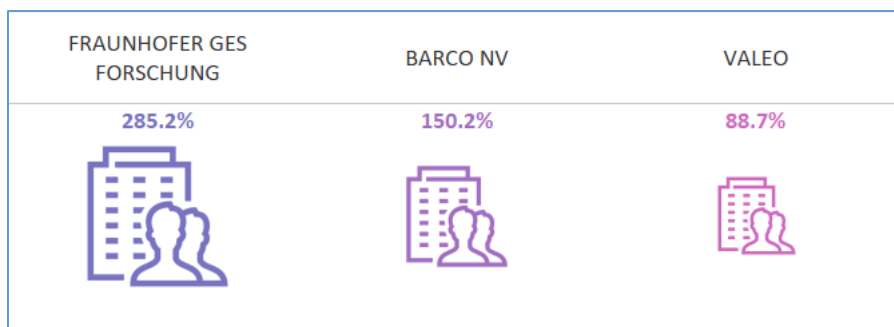 FRAUNHOFER GES
FORSCHUNG
BARCO NV
VALEO
285.2%
150.2%
88.7%